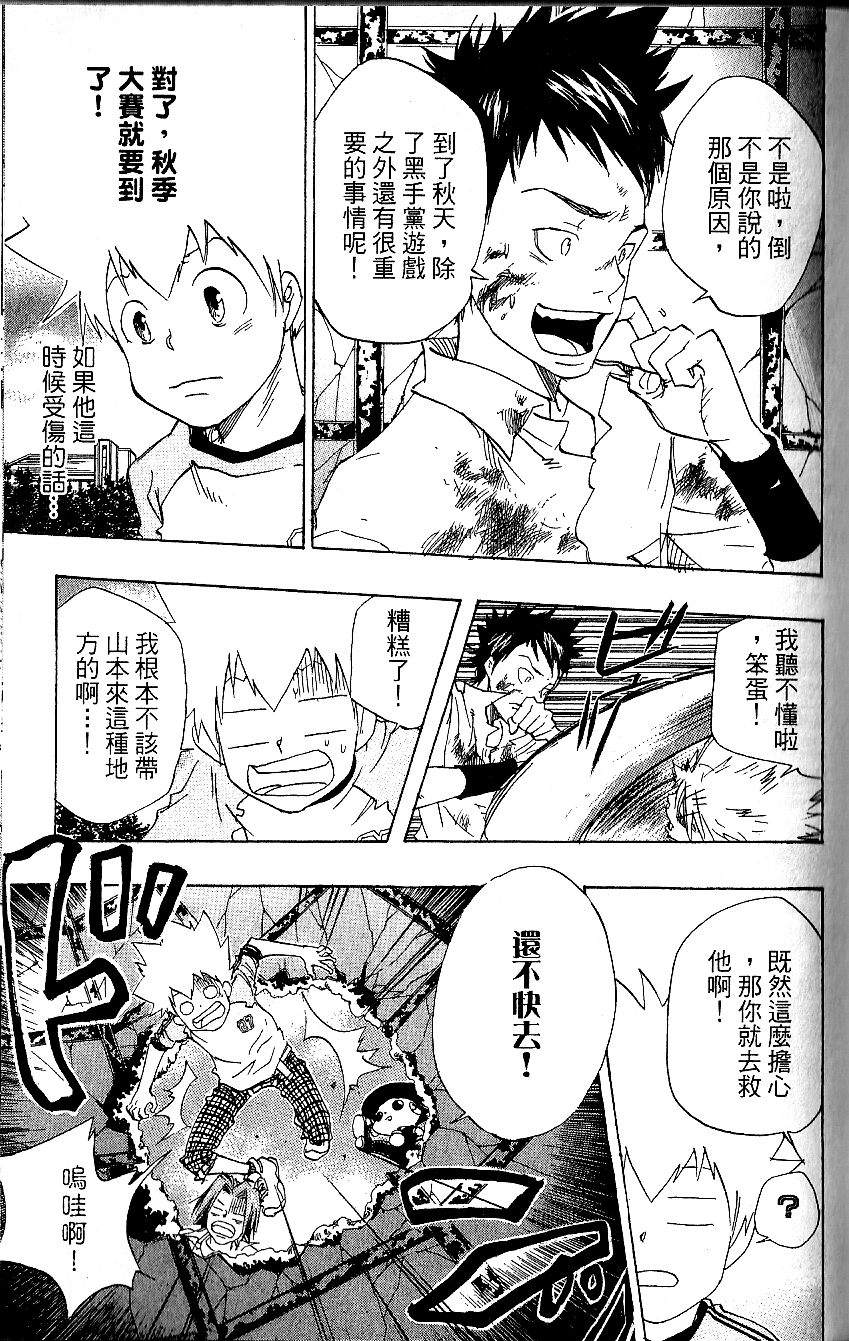 不是啦，倒
不是你說的
那個原因，
到了秋天，除
了黑手黨遊戲
之外還有很重
要的事情呢！
對了，秋季
大賽就要到
了！
如果他這
時候受傷的話…
我聽不懂啦
，笨蛋！
糟糕了！
我根本不該帶
山本來這種地
方的啊…！
既然這麼擔心
，那你就去救
他啊！
？
還不快去！
嗚哇啊！